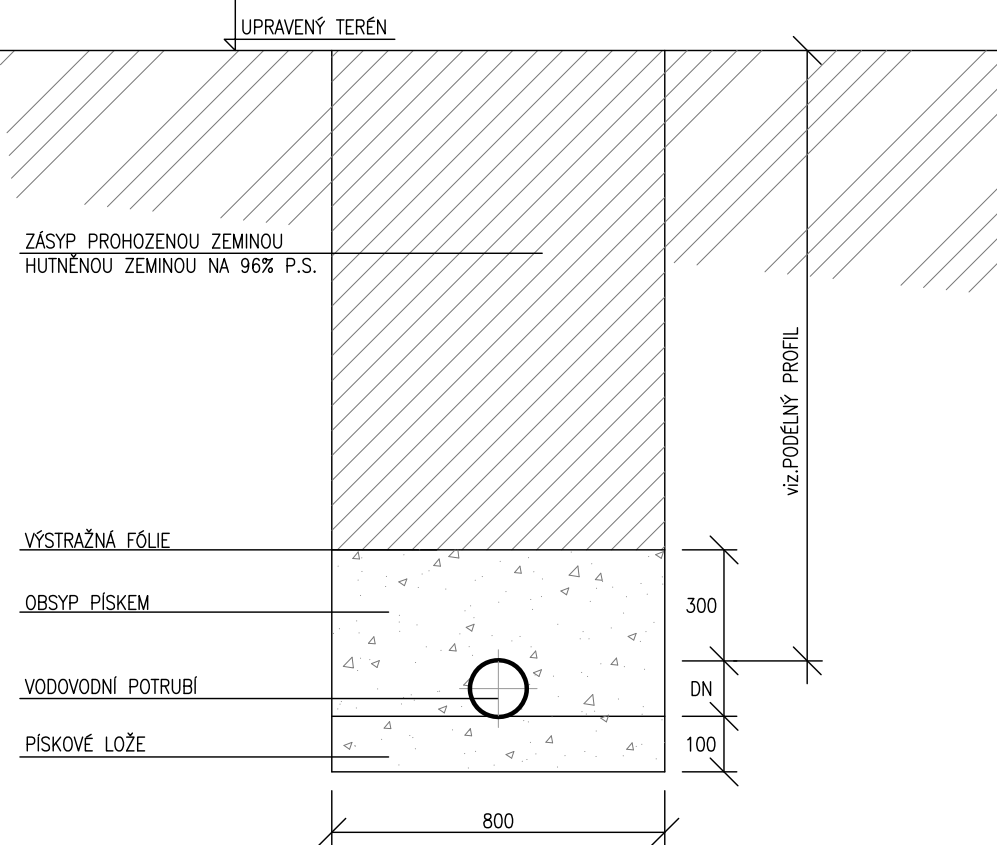 UPRAVENÝ TERÉN
ZÁSYP PROHOZENOU ZEMINOU
HUTNĚNOU ZEMINOU NA 96% P.S.
viz.PODÉLNÝ PROFIL
VÝSTRAŽNÁ FÓLIE
OBSYP PÍSKEM
300
VODOVODNÍ POTRUBÍ
DN
PÍSKOVÉ LOŽE
100
800